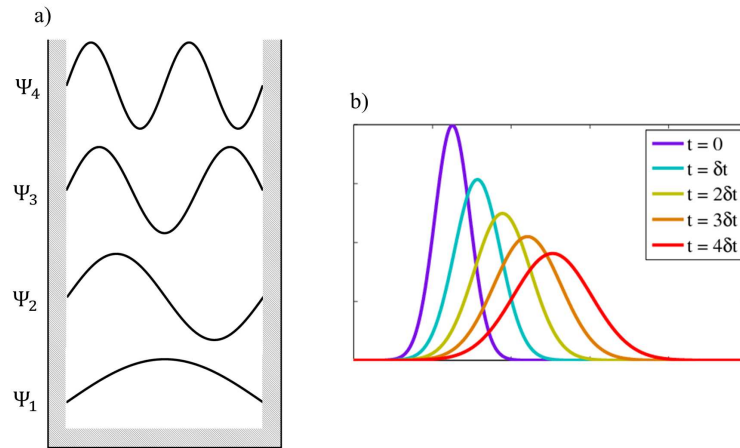 a)
Ψ4
Ψ3
Ψ2
Ψ1
b)
t = 0
t = δt
t = 2δt
t = 3δt
t = 4δt